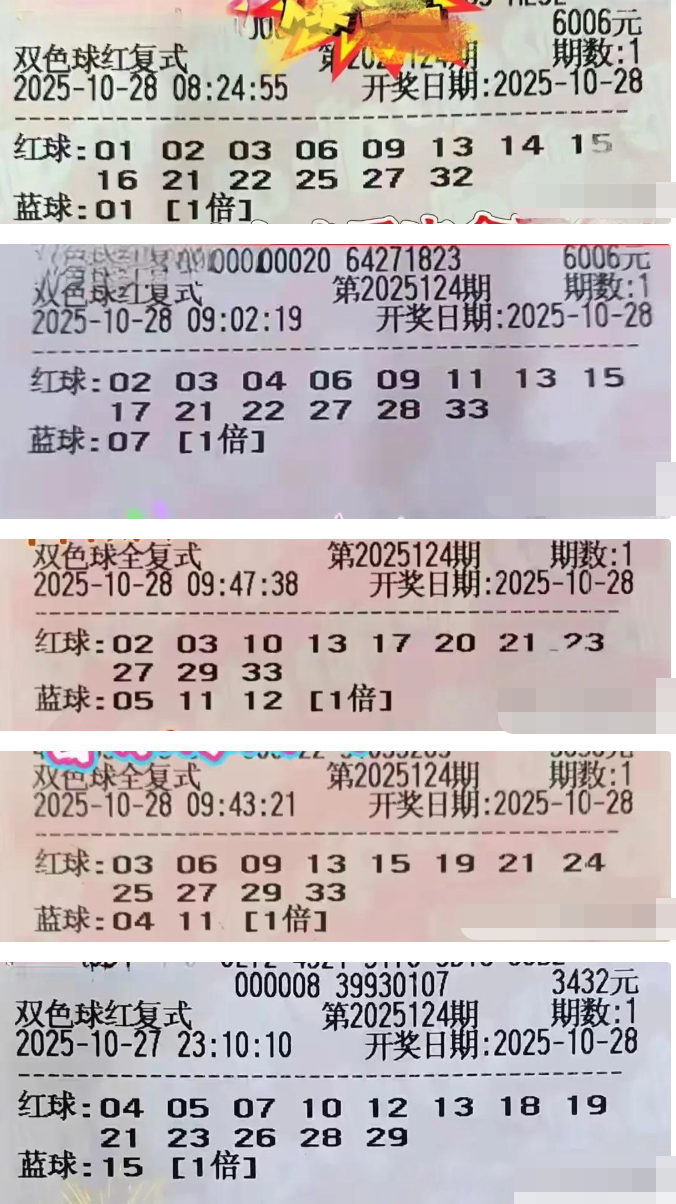 6006元
双色球红复式 第2025124期 期数:1
2025-10-28 08:24:55 开奖日期:2025-10-28
红球:01 02 03 06 09 13 14 15
16 21 22 25 27 32
蓝球:01 [1倍]
00000020 64271823 6006元
双色球红复式 第2025124期 期数:1
2025-10-28 09:02:19 开奖日期:2025-10-28
红球:02 03 04 06 09 11 13 15
17 21 22 27 28 33
蓝球:07 [1倍]
双色球全复式 第2025124期 期数:1
2025-10-28 09:47:38 开奖日期:2025-10-28
红球:02 03 10 13 17 20 21 23
27 29 33
蓝球:05 11 12 [1倍]
双色球全复式 第2025124期 期数:1
2025-10-28 09:43:21 开奖日期:2025-10-28
红球:03 06 09 13 15 19 21 24
25 27 29 33
蓝球:04 11 [1倍]
000008 39930107 3432元
双色球红复式 第2025124期 期数:1
2025-10-27 23:10:10 开奖日期:2025-10-28
红球:04 05 07 10 12 13 18 19
21 23 26 28 29
蓝球:15 [1倍]